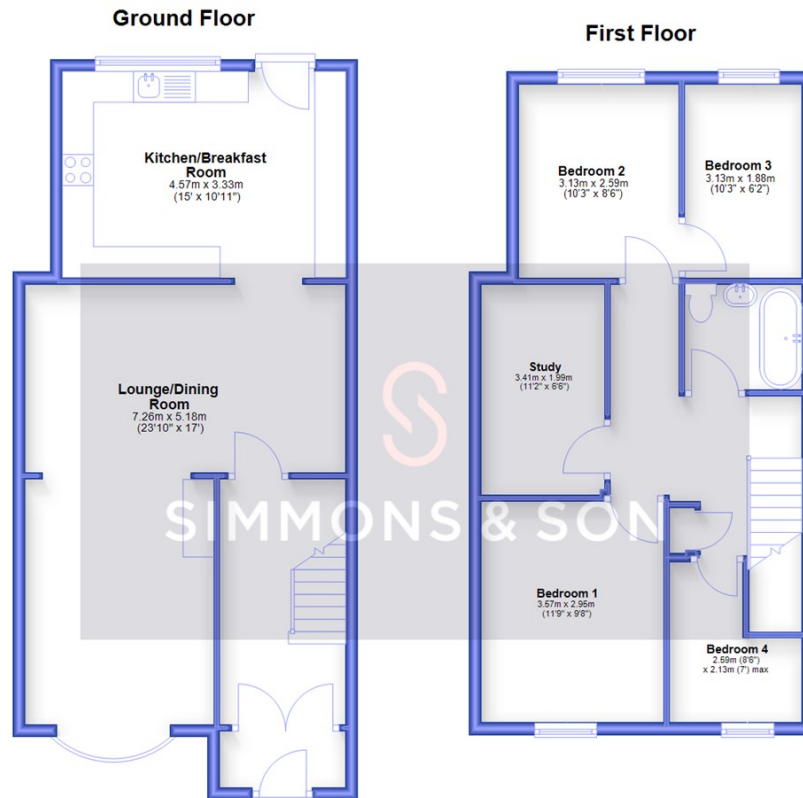 Ground Floor
Kitchen/Breakfast
Room
4.57m x 3.33m
(15' x 10'11")
Lounge/Dining
Room
7.26m x 5.18m
(23'10" x 17')
First Floor
Bedroom 2
3.13m x 2.59m
(10'3" x 8'6")
Bedroom 3
3.13m x 1.88m
(10'3" x 6'2")
Study
3.41m x 1.99m
(11'2" x 6'6")
Bedroom 1
3.57m x 2.95m
(11'9" x 9'8")
Bedroom 4
2.59m (8'6")
x 2.13m (7') max
SIMMONS & SON